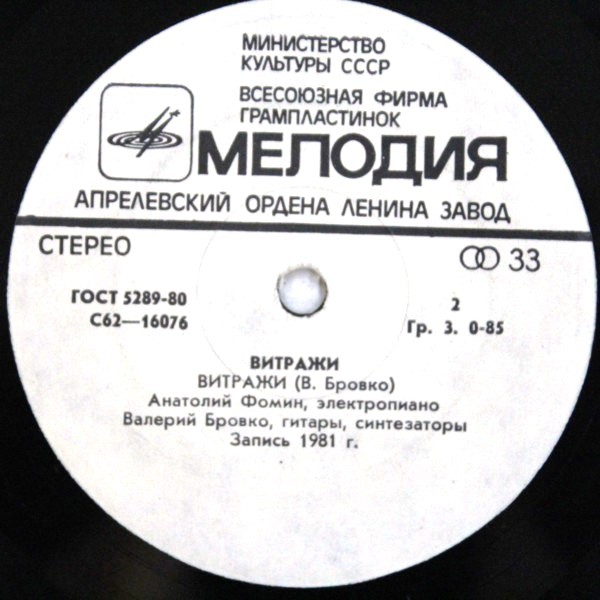 МИНИСТЕРСТВО
КУЛЬТУРЫ СССР
ВСЕСОЮЗНАЯ ФИРМА
ГРАМПЛАСТИНОК
МЕЛОДИЯ
АПРЕЛЕВСКИЙ ОРДЕНА ЛЕНИНА ЗАВОД
СТЕРЕО
33
ГОСТ 5289-80
С62—16076
2
Гр. 3. 0-85
ВИТРАЖИ
ВИТРАЖИ (В. Бровко)
Анатолий Фомин, электропиано
Валерий Бровко, гитары, синтезаторы
Запись 1981 г.